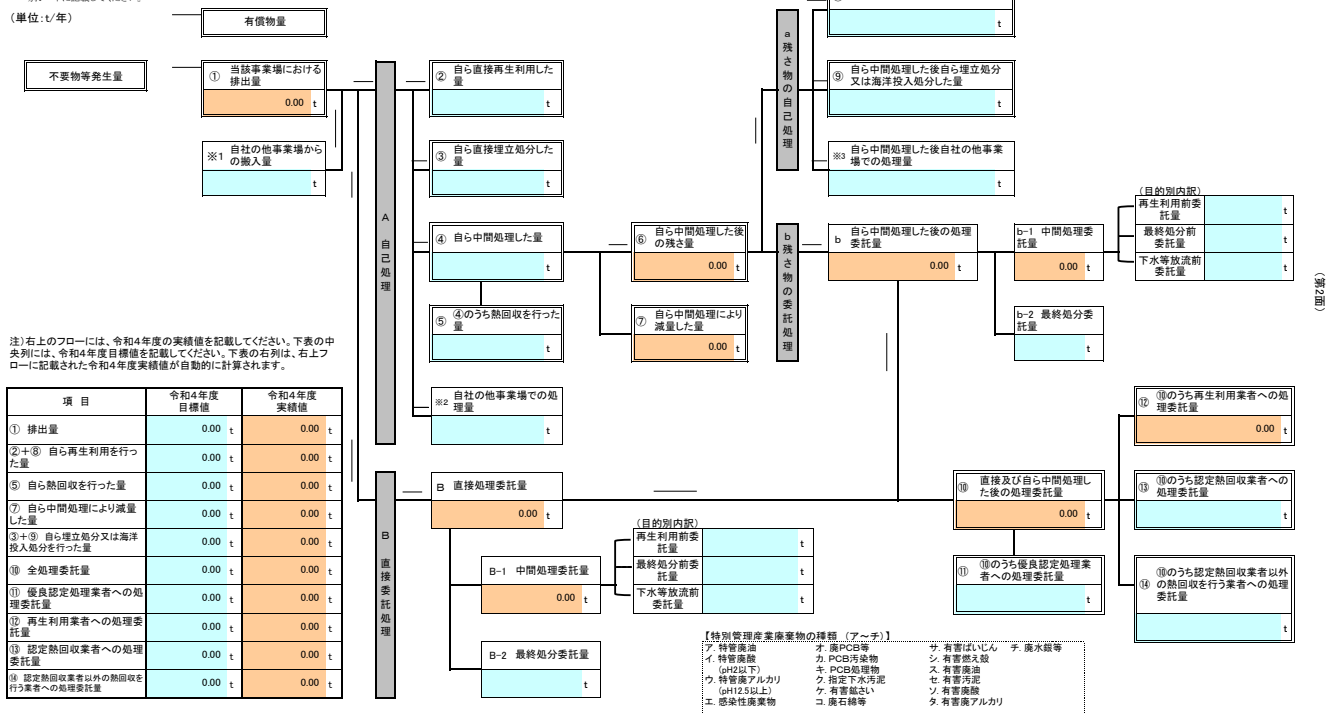 (単位:t/年)
有償物量
t
不要物等発生量
① 当該事業場における
排出量
0.00 t
※1 自社の他事業場から
の搬入量
t
A 自己処理
② 自ら直接再生利用した
量
t
③ 自ら直接埋立処分した
量
t
④ 自ら中間処理した量
t
⑤ ④のうち熱回収を行った
量
t
※2 自社の他事業場での処
理量
t
⑥ 自ら中間処理した後
の残さ量
0.00 t
⑦ 自ら中間処理により
減量した量
0.00 t
a 残さ物の自己処理
⑨ 自ら中間処理した後自ら埋立処分
又は海洋投入処分した量
t
※3 自ら中間処理した後自社の他事業
場での処理量
t
b 残さ物の委託処理
b 自ら中間処理した後の処理
委託量
0.00 t
b-1 中間処理委
託量
0.00 t
b-2 最終処分委
託量
t
(目的別内訳)
再生利用前委
託量
t
最終処分前
委託量
t
下水等放流前
委託量
t
(第2面)
注)右上のフローには、令和4年度の実績値を記載してください。下表の中
央列には、令和4年度目標値を記載してください。下表の右列は、右上フ
ローに記載された令和4年度実績値が自動的に計算されます。
項 目
令和4年度
目標値
令和4年度
実績値
① 排出量 0.00 t 0.00 t
②+⑧ 自ら再生利用を行っ
た量 0.00 t 0.00 t
⑤ 自ら熱回収を行った量 0.00 t 0.00 t
⑦ 自ら中間処理により減量
した量 0.00 t 0.00 t
③+⑨ 自ら埋立処分又は海洋
投入処分を行った量 0.00 t 0.00 t
⑩ 全処理委託量 0.00 t 0.00 t
⑪ 優良認定処理業者への処
理委託量 0.00 t 0.00 t
⑫ 再生利用業者への処理委
託量 0.00 t 0.00 t
⑬ 認定熱回収業者への処理
委託量 0.00 t 0.00 t
⑭ 認定熱回収業者以外の熱回収を
行う業者への処理委託量 0.00 t 0.00 t
B 直接委託処理
B 直接処理委託量
0.00 t
B-1 中間処理委託量
0.00 t
B-2 最終処分委託量
t
(目的別内訳)
再生利用前委
託量
t
最終処分前委
託量
t
下水等放流前
委託量
t
⑩ 直接及び自ら中間処理し
た後の処理委託量
0.00 t
⑪ ⑩のうち優良認定処理業
者への処理委託量
t
⑫ ⑩のうち再生利用業者への処
理委託量
0.00 t
⑬ ⑩のうち認定熱回収業者への
処理委託量
t
⑭ ⑩のうち認定熱回収業者以外
の熱回収を行う業者への処理
委託量
t
【特別管理産業廃棄物の種類 (ア~チ)】
ア. 特管廃油 オ. 廃PCB等 サ. 有害ばいじん チ. 廃水銀等
イ. 特管廃酸 カ. PCB汚染物 シ. 有害燃え殻
(pH2以下) キ. PCB処理物 ス. 有害廃油
ウ. 特管廃アルカリ ク. 指定下水汚泥 セ. 有害汚泥
(pH12.5以上) ケ. 有害鉱さい ソ. 有害廃酸
エ. 感染性廃棄物 コ. 廃石綿等 タ. 有害廃アルカリ